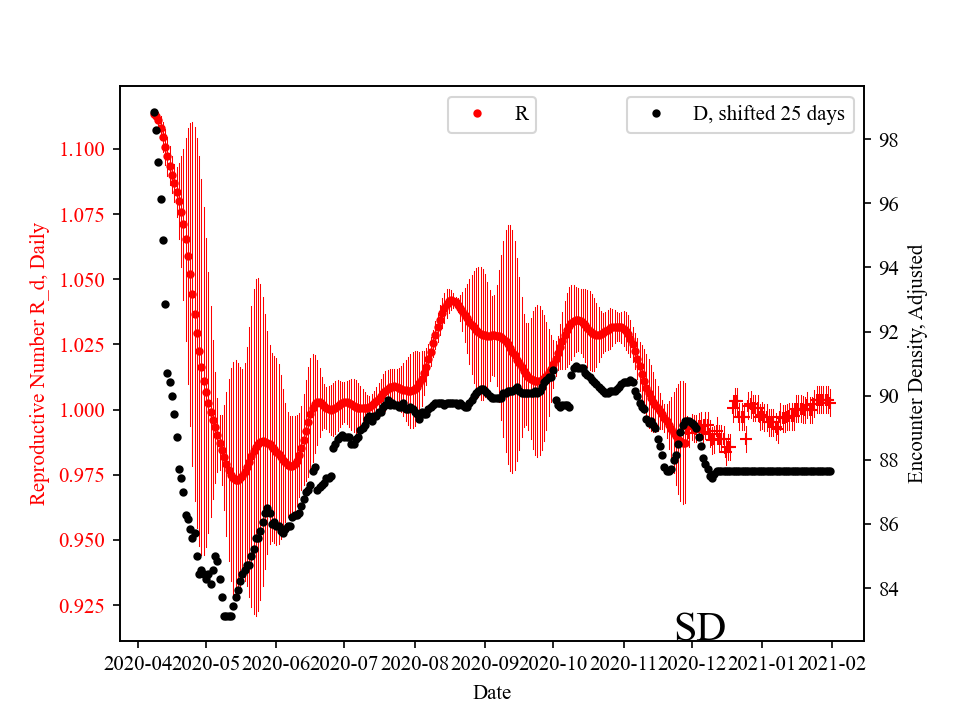 R
D, shifted 25 days
1.100
1.075
1.050
1.025
1.000
0.975
0.950
0.925
Reproductive Number R_d, Daily
98
96
94
92
90
88
86
84
Encounter Density, Adjusted
SD
2020-04 2020-05 2020-06 2020-07 2020-08 2020-09 2020-10 2020-11 2020-12 2021-01 2021-02
Date